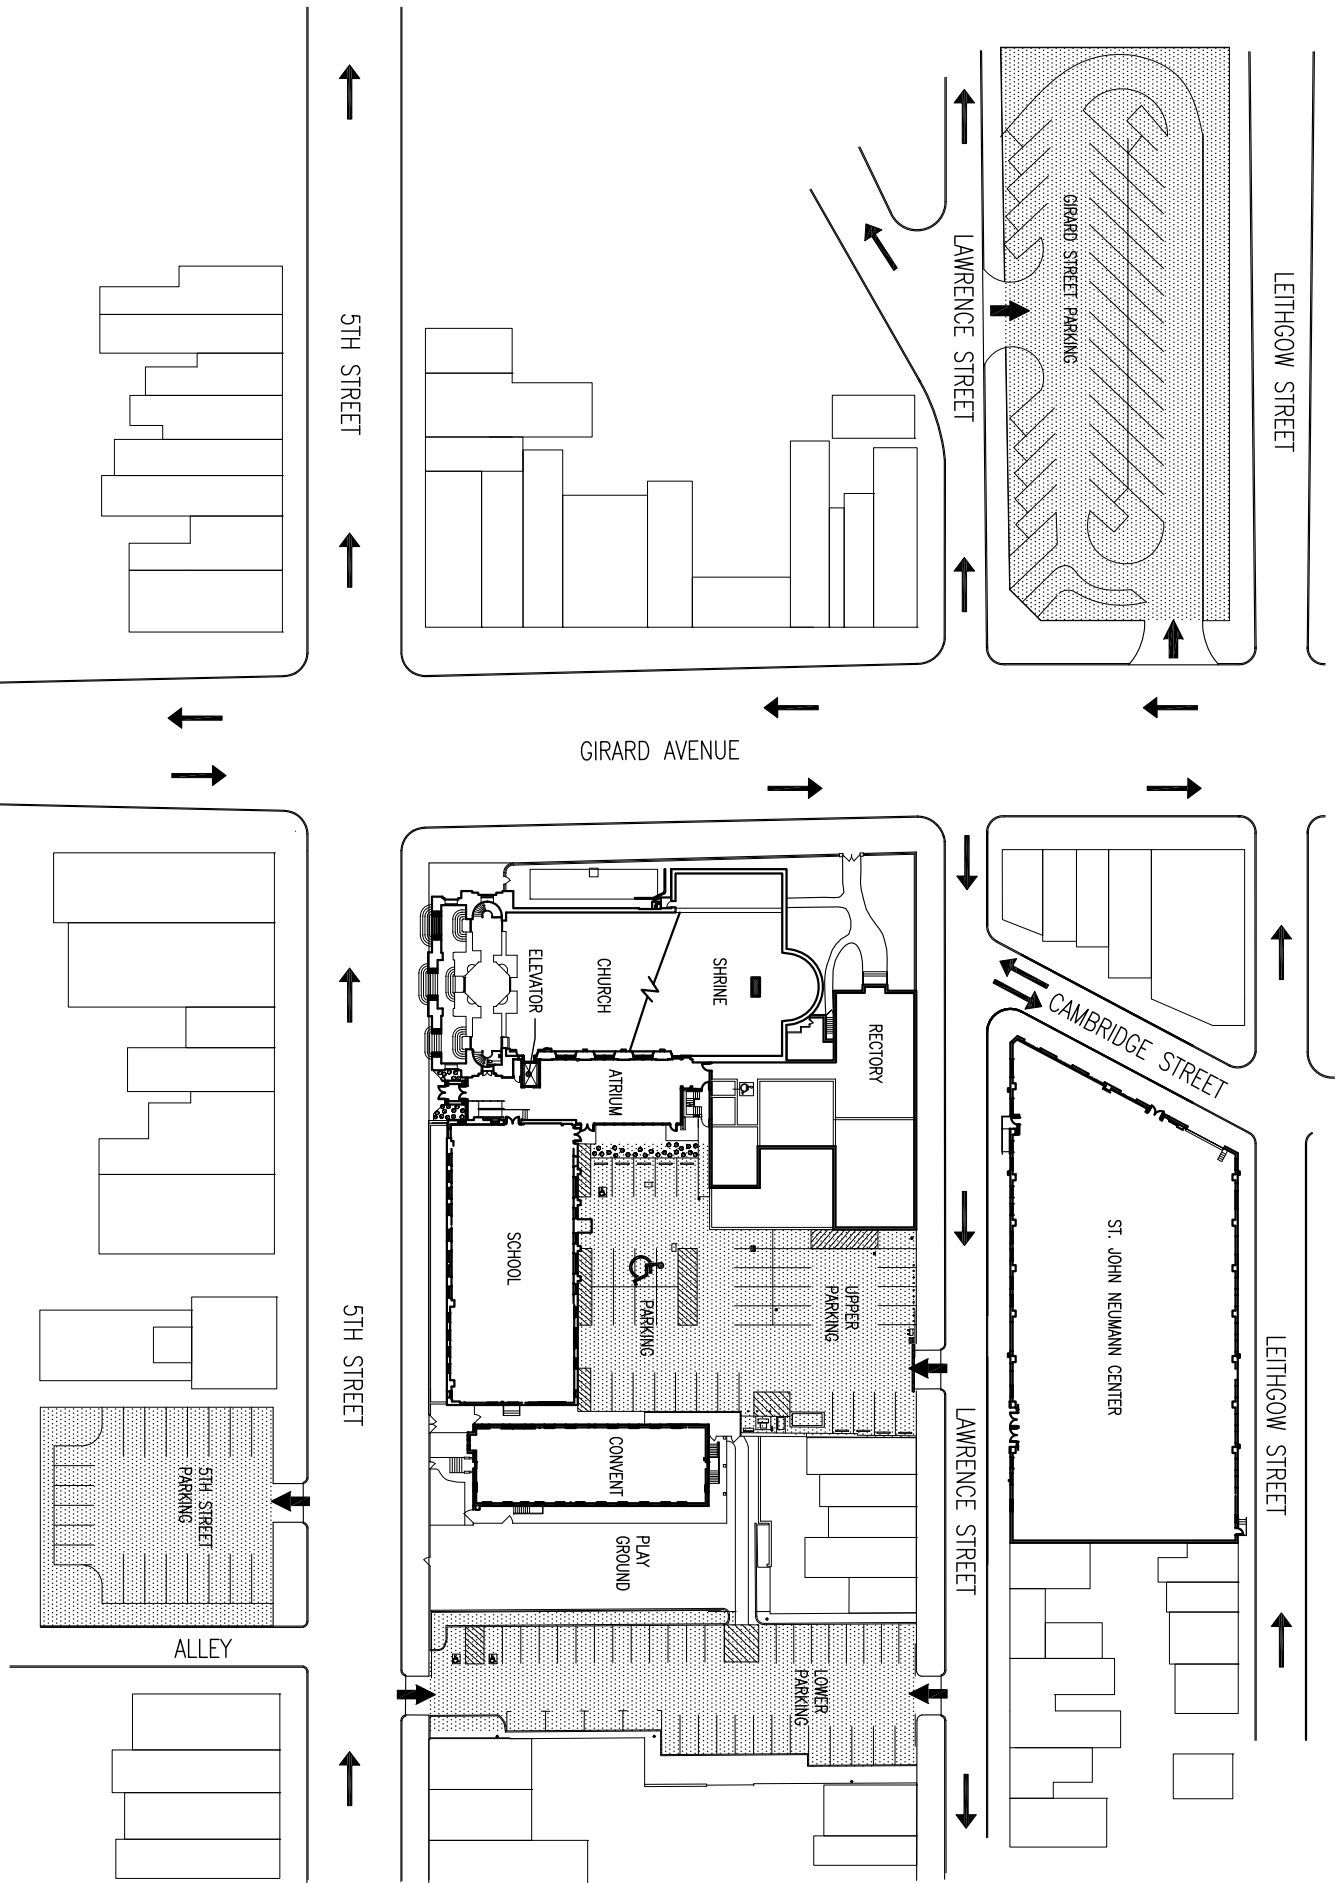 LEITHGOW STREET
GIRARD STREET PARKING
LAWRENCE STREET
5TH STREET
GIRARD AVENUE
CAMBRIDGE STREET
SHRINE
CHURCH
ELEVATOR
RECTORY
ATRIUM
ST. JOHN NEUMANN CENTER
SCHOOL
PARKING
UPPER
PARKING
5TH STREET
LEITHGOW STREET
LAWRENCE STREET
CONVENT
5TH STREET
PARKING
PLAY
GROUND
ALLEY
LOWER
PARKING